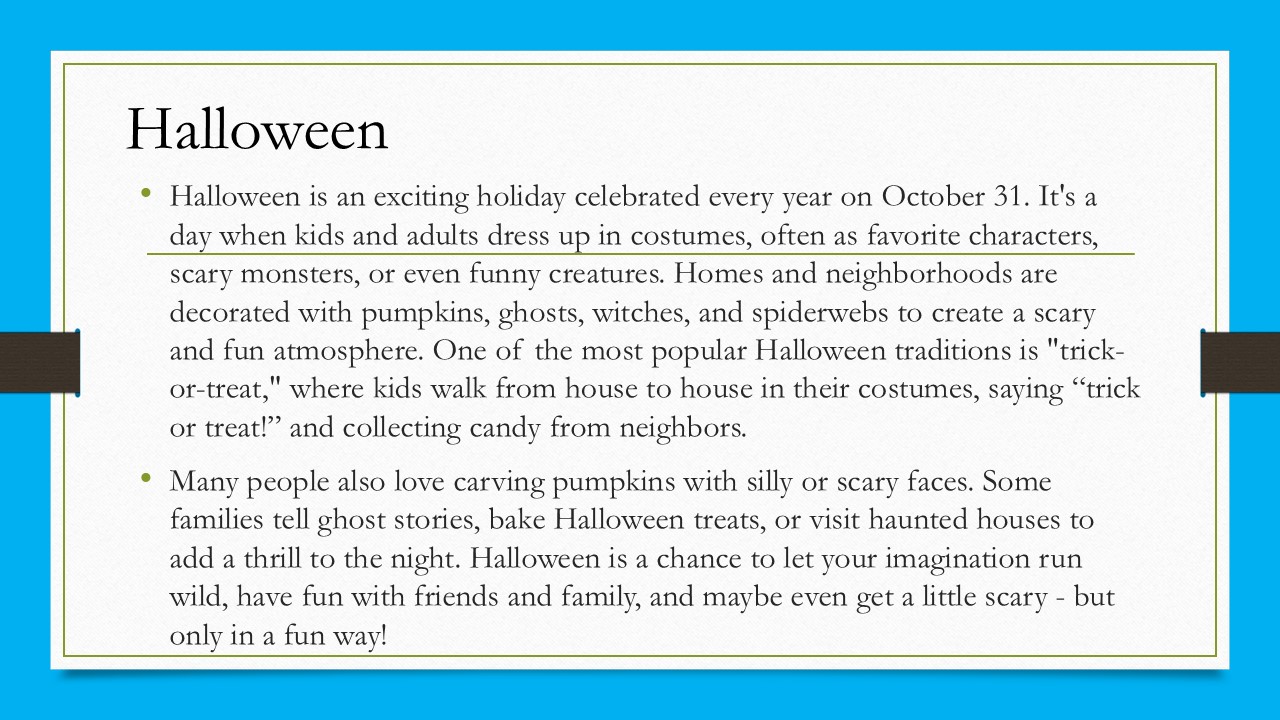 Halloween
• Halloween is an exciting holiday celebrated every year on October 31. It's a
day when kids and adults dress up in costumes, often as favorite characters,
scary monsters, or even funny creatures. Homes and neighborhoods are
decorated with pumpkins, ghosts, witches, and spiderwebs to create a scary
and fun atmosphere. One of the most popular Halloween traditions is "trick-
or-treat," where kids walk from house to house in their costumes, saying “trick
or treat!” and collecting candy from neighbors.
• Many people also love carving pumpkins with silly or scary faces. Some
families tell ghost stories, bake Halloween treats, or visit haunted houses to
add a thrill to the night. Halloween is a chance to let your imagination run
wild, have fun with friends and family, and maybe even get a little scary - but
only in a fun way!